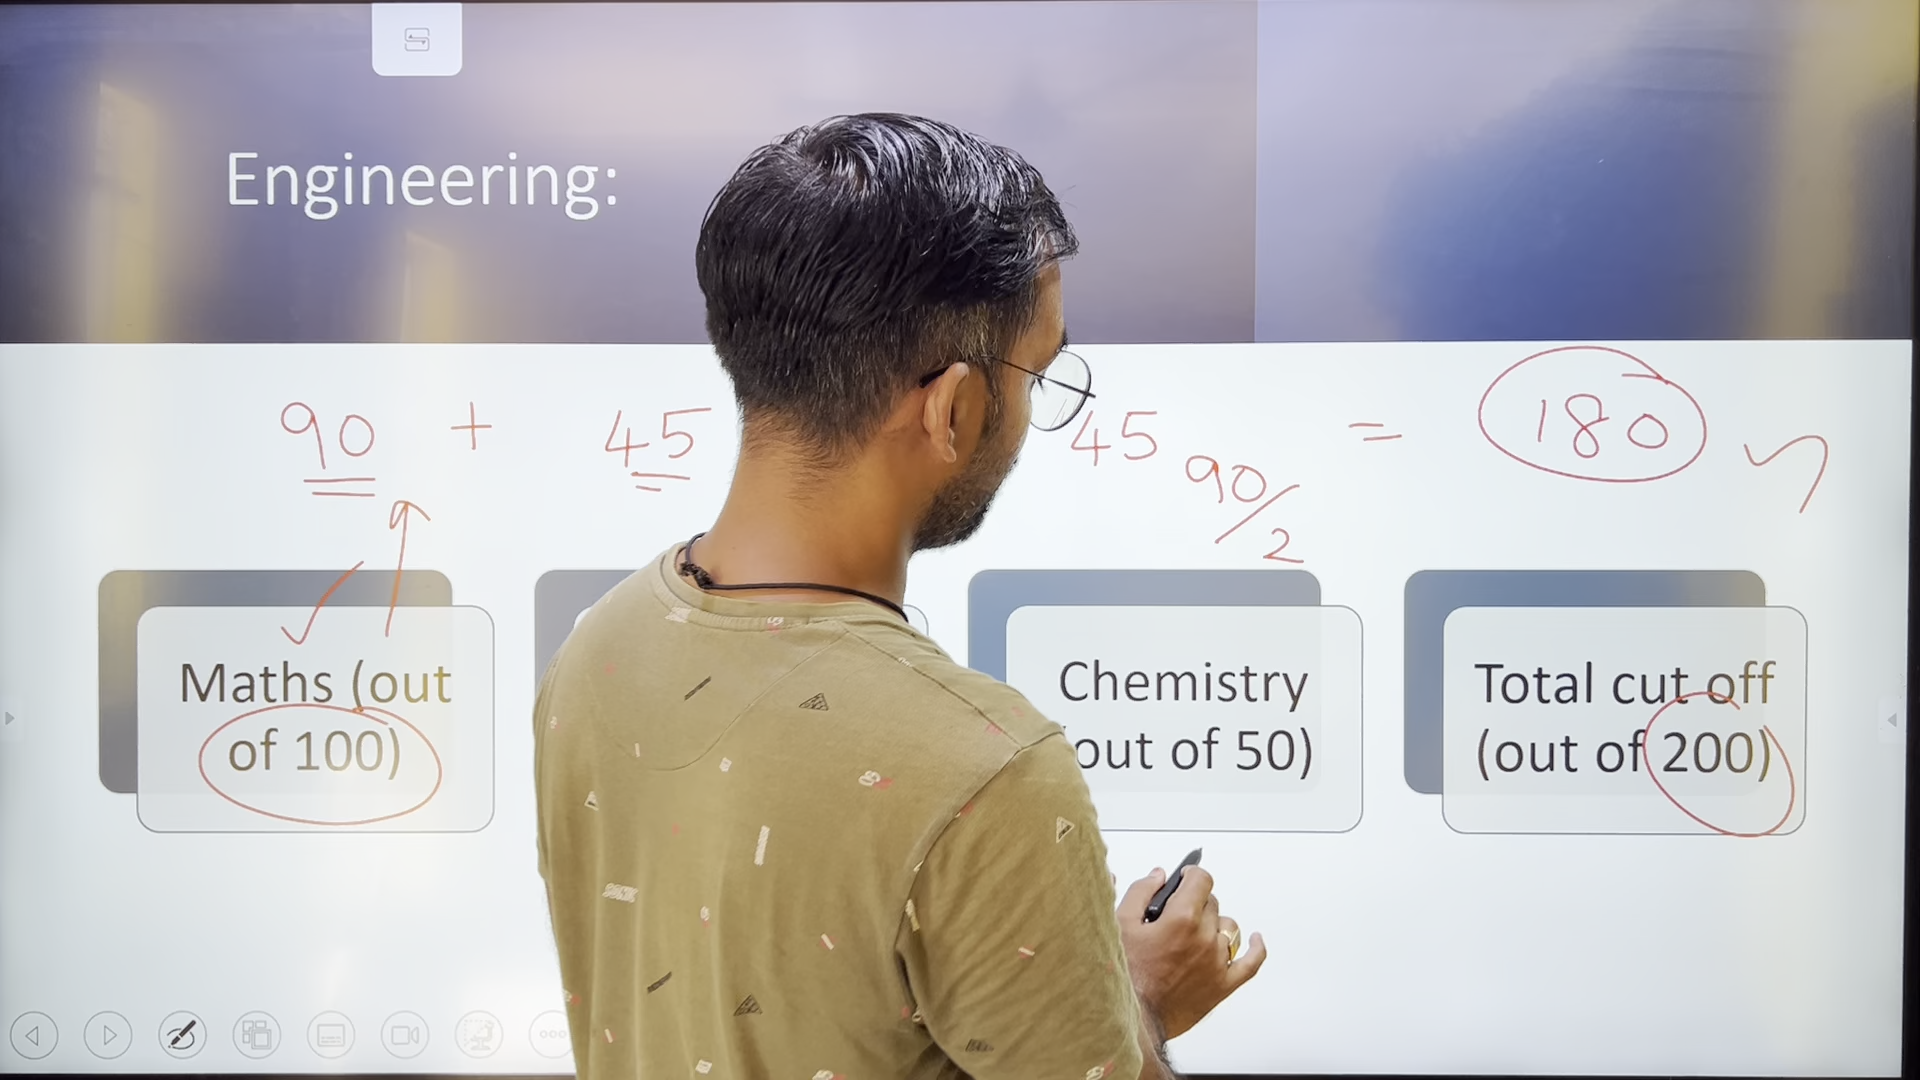 Engineering:
90 + 45 45 = 180
90/2
Maths (out
of 100)
Chemistry
out of 50)
Total cut off
(out of 200)